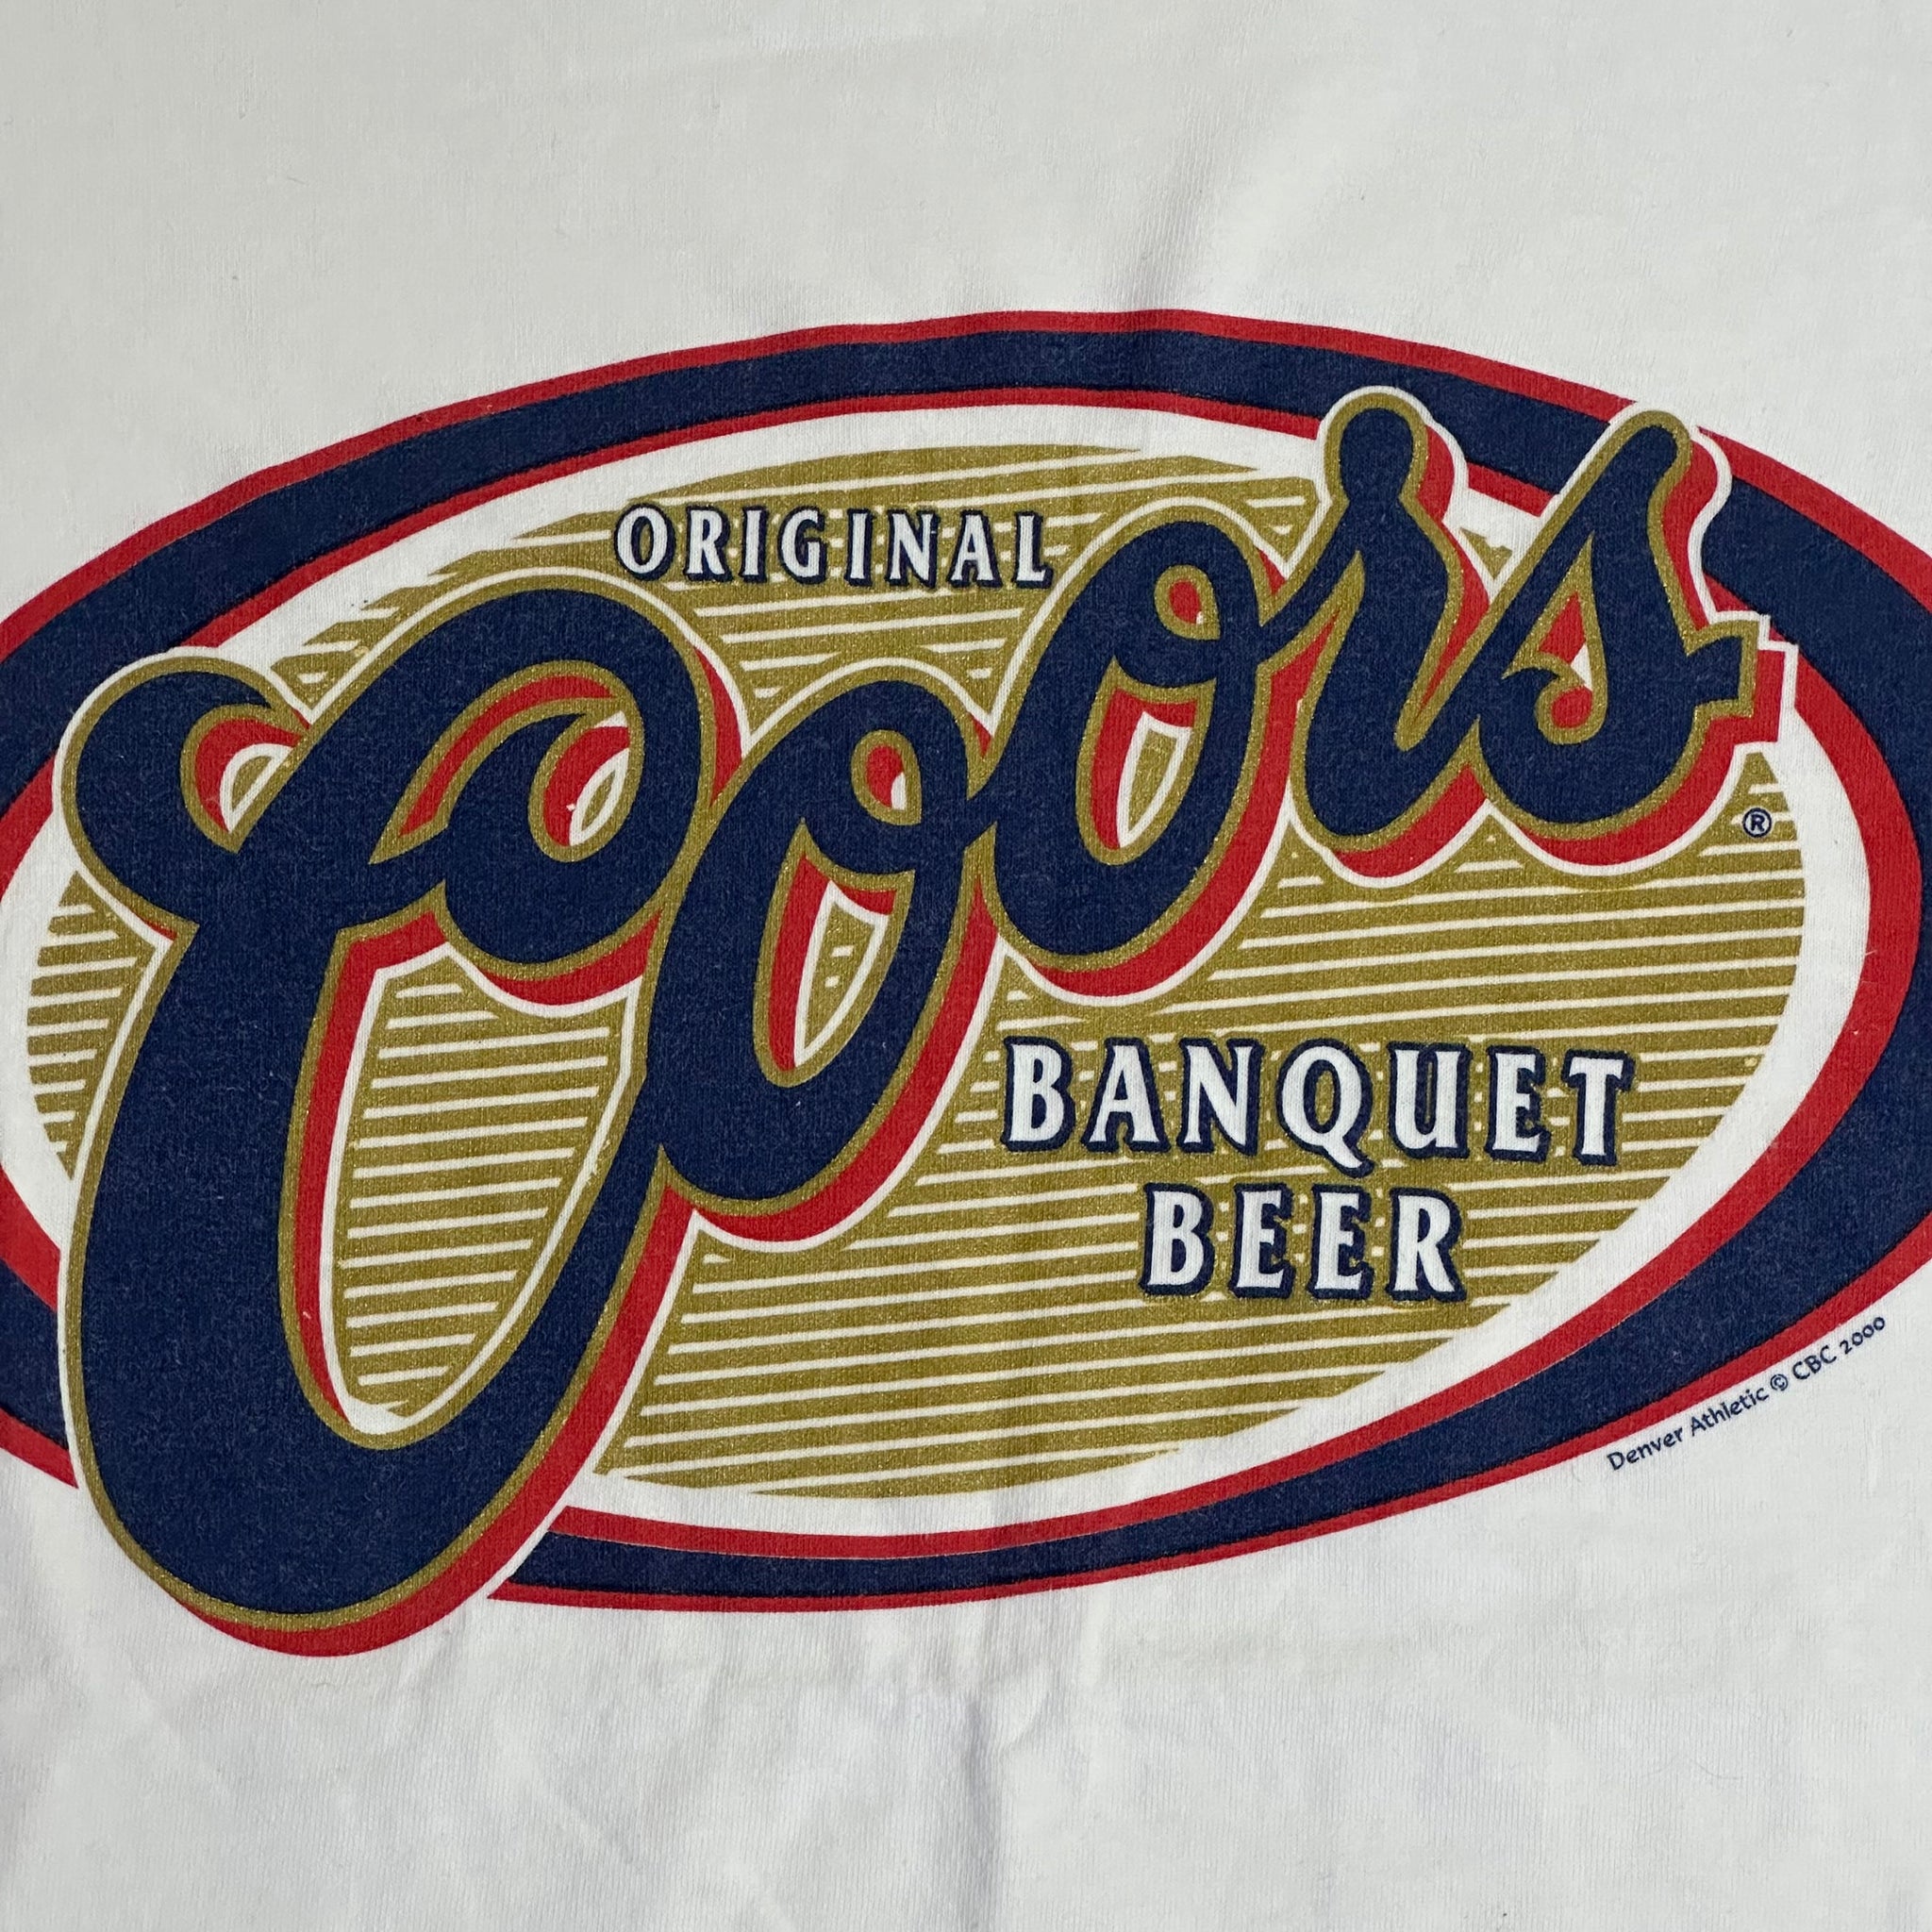 ORIGINAL
Coors
®
BANQUET
BEER
Denver Athletic © CBC 2000